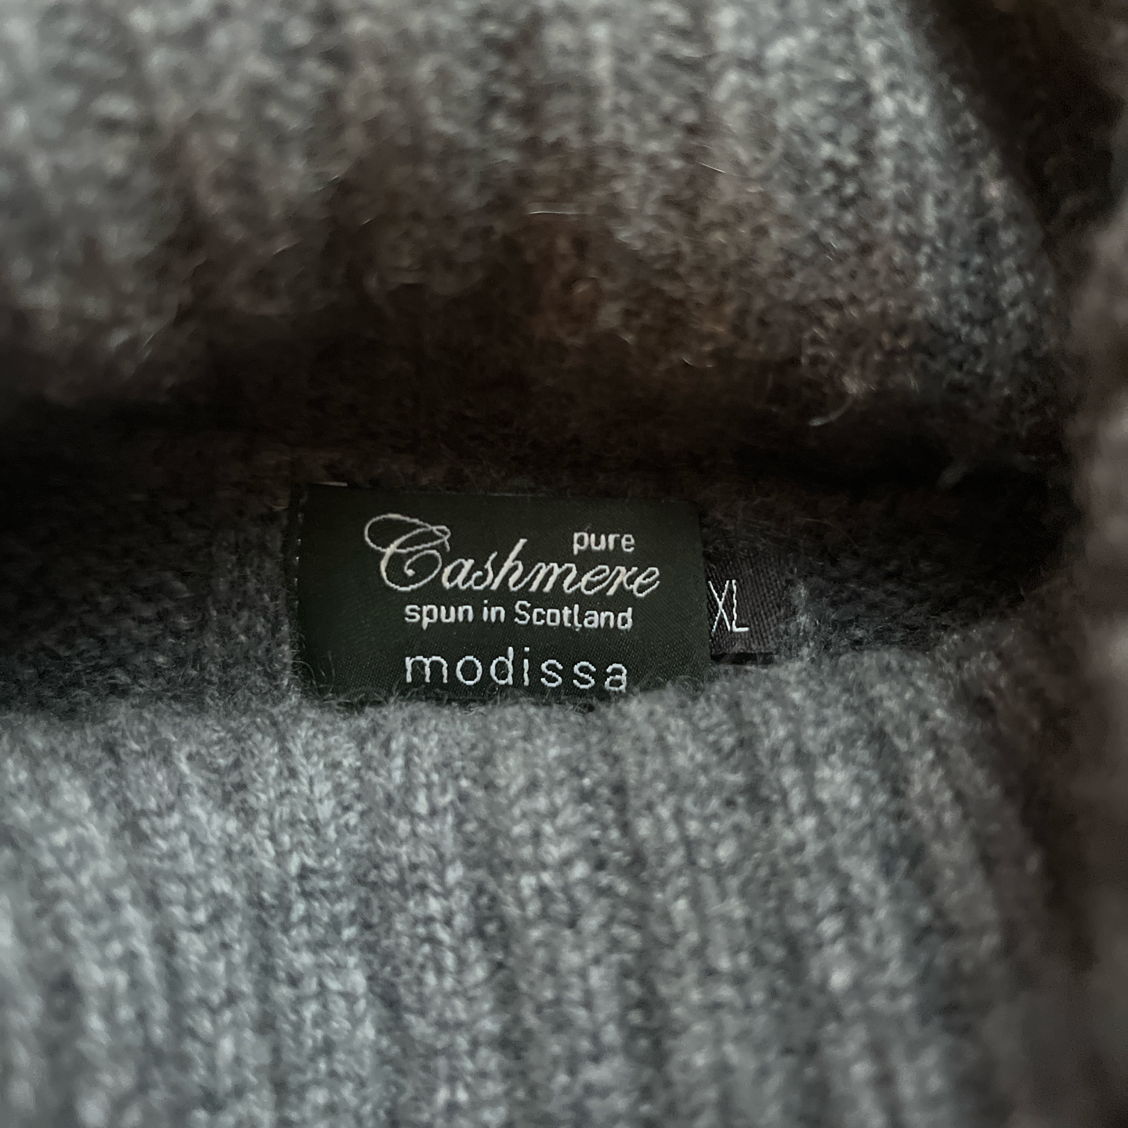 pure
Cashmere
spun in Scotland
modissa
XL